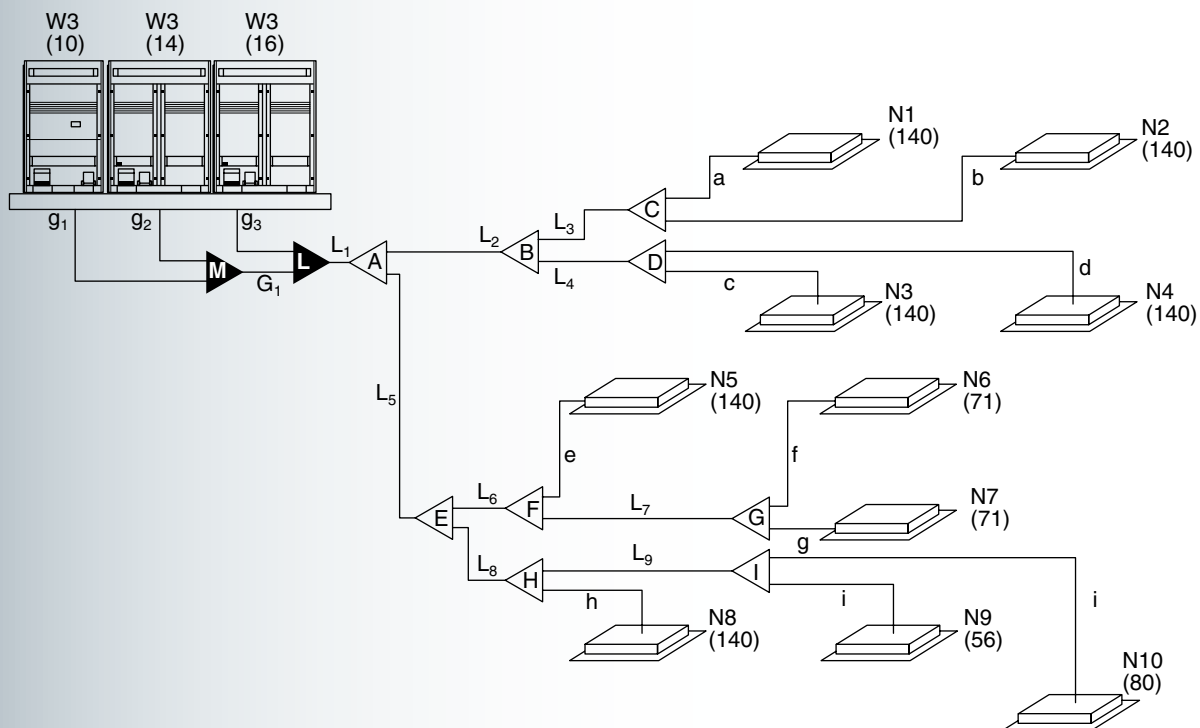 W3 W3 W3
(10) (14) (16)
N1
(140)
N2
(140)
a
b
C
g₁ g₂ g₃
L₃
L₁
L₂
A
B
D
L
M
G₁
L₄
d
c
N3
(140)
N4
(140)
L₅
N5
(140)
N6
(71)
e
f
L₆
F
L₇
G
N7
(71)
E
g
L₈
H
L₉
I
h
i
i
N8
(140)
N9
(56)
N10
(80)